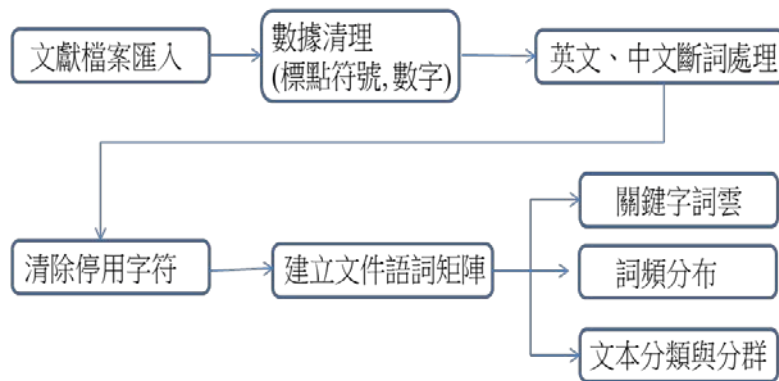 文獻檔案匯入
數據清理
(標點符號, 數字)
英文、中文斷詞處理
清除停用字符
建立文件語詞矩陣
關鍵字詞雲
詞頻分布
文本分類與分群